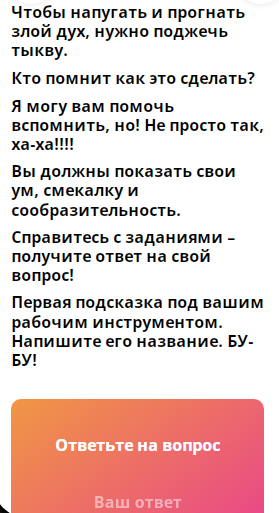 Чтобы напугать и прогнать
злой дух, нужно поджечь
тыкву.
Кто помнит как это сделать?
Я могу вам помочь
вспомнить, но! Не просто так,
ха-ха!!!!
Вы должны показать свои
ум, смекалку и
сообразительность.
Справитесь с заданиями –
получите ответ на свой
вопрос!
Первая подсказка под вашим
рабочим инструментом.
Напишите его название. БУ-
БУ!
Ответьте на вопрос
Ваш ответ